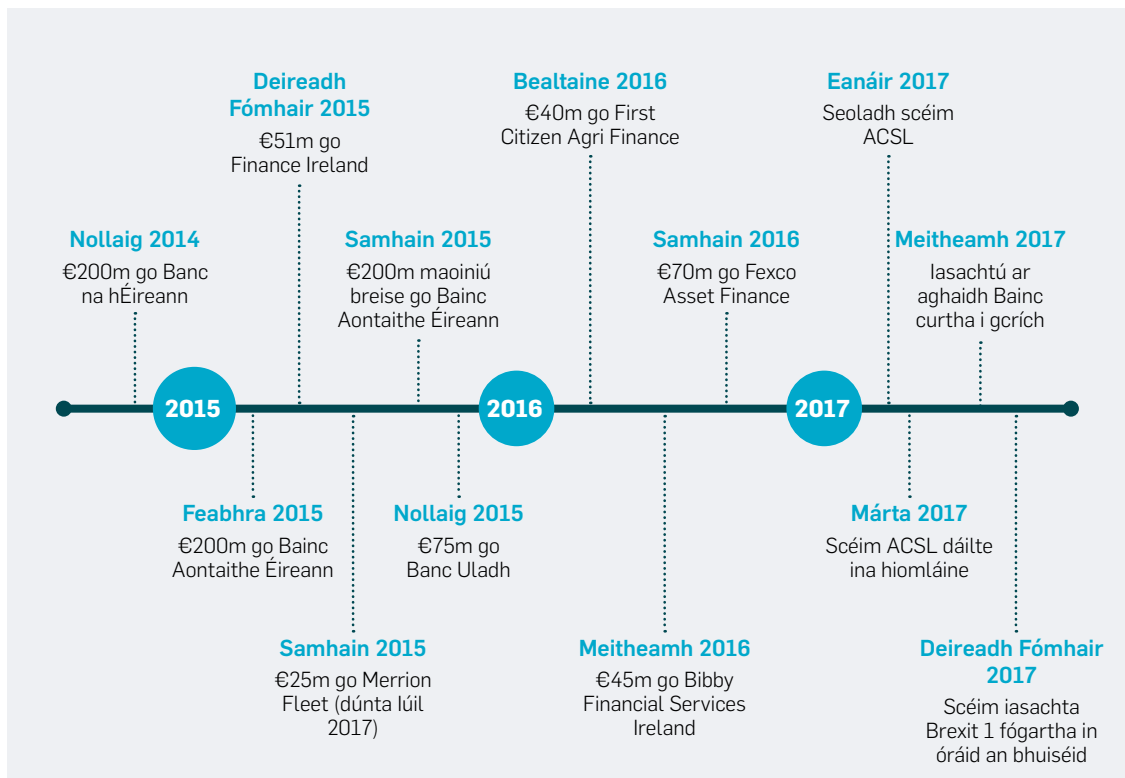 Deireadh
Fómhair 2015
€51m go
Finance Ireland
Bealtaine 2016
€40m go First
Citizen Agri Finance
Eanáir 2017
Seoladh scéim
ACSL
Nollaig 2014
€200m go Banc
na hÉireann
Samhain 2015
€200m maoiniú
breise go Bainc
Aontaithe Éireann
Samhain 2016
€70m go Fexco
Asset Finance
Meitheamh 2017
Iasachtú ar
aghaidh Bainc
curtha i gcrích
2015
2016
2017
Feabhra 2015
€200m go Bainc
Aontaithe Éireann
Nollaig 2015
€75m go
Banc Uladh
Márta 2017
Scéim ACSL dáilte
ina hiomláine
Samhain 2015
€25m go Merrion
Fleet (dúnta Iúil
2017)
Meitheamh 2016
€45m go Bibby
Financial Services
Ireland
Deireadh Fómhair
2017
Scéim iasachta
Brexit 1 fógartha in
óráid an bhuiséid